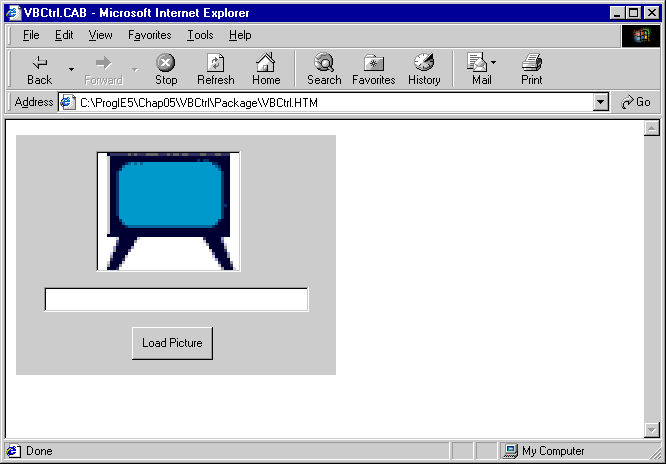 VBCtrl.CAB - Microsoft Internet Explorer
File Edit View Favorites Tools Help
Back Forward Stop Refresh Home Search Favorites History Mail Print
Address C:\ProgIE5\Chap05\VBCtrl\Package\VBCtrl.HTM Go
Load Picture
Done My Computer